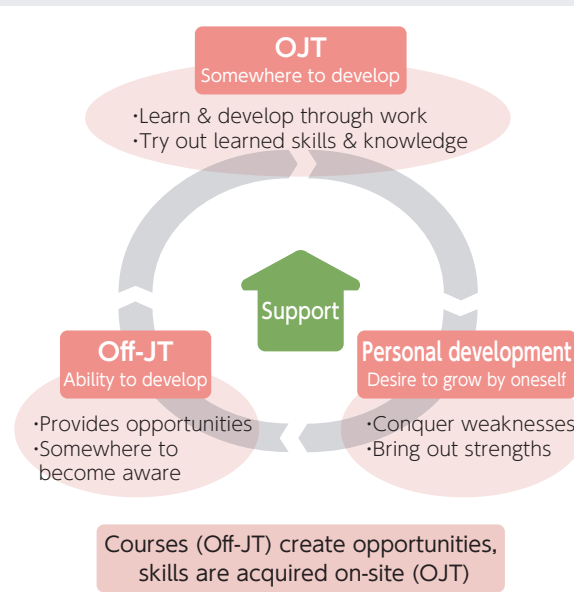 OJT
Somewhere to develop
・Learn & develop through work
・Try out learned skills & knowledge
Support
Off-JT
Ability to develop
・Provides opportunities
・Somewhere to
become aware
Personal development
Desire to grow by oneself
・Conquer weaknesses
・Bring out strengths
Courses (Off-JT) create opportunities,
skills are acquired on-site (OJT)